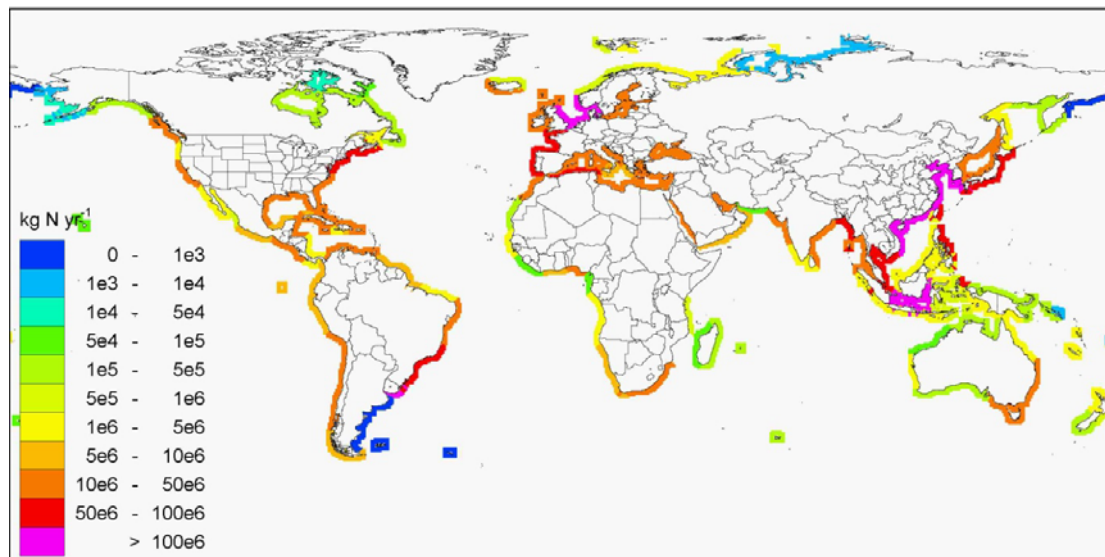 kg N yr-1
0 - 1e3
1e3 - 1e4
1e4 - 5e4
5e4 - 1e5
1e5 - 5e5
5e5 - 1e6
1e6 - 5e6
5e6 - 10e6
10e6 - 50e6
50e6 - 100e6
> 100e6